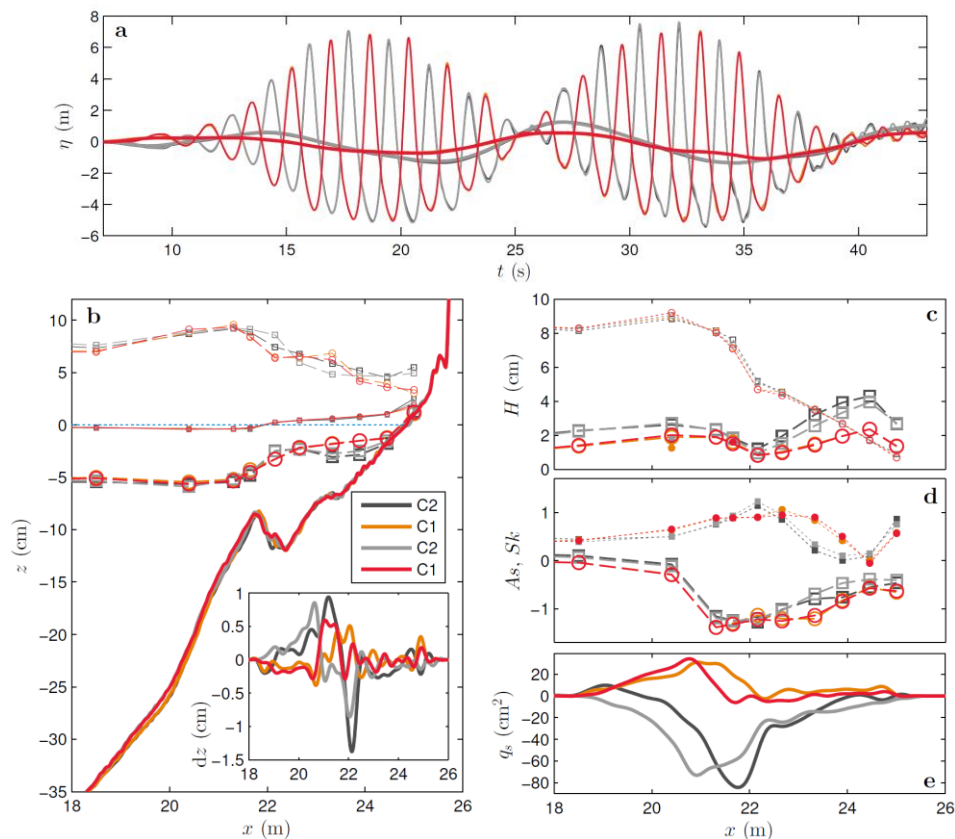 a
8
6
4
2
0
−2
−4
−6
η (m)
10 15 20 25 30 35 40
t (s)
b
10
5
0
−5
−10
−15
−20
−25
−30
−35
z (cm)
C2
C1
C2
C1
1
0.5
0
−0.5
−1
−1.5
dz (cm)
18 20 22 24 26
18 20 22 24 26
x (m)
c
10
8
6
4
2
0
H (cm)
d
1
0
−1
As, Sk
20
0
−20
−40
−60
−80
q_s (cm²)
e
18 20 22 24 26
x (m)